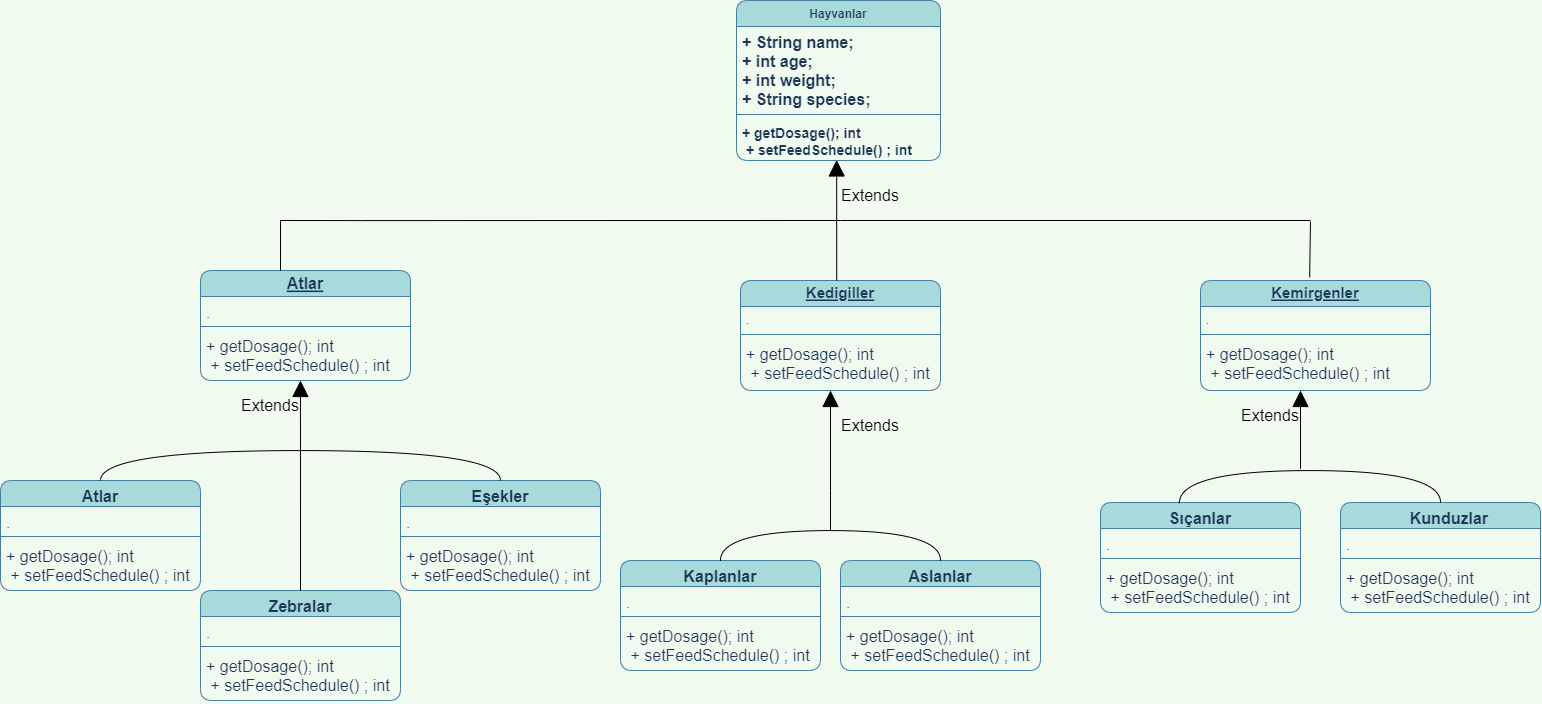 Hayvanlar
+ String name;
+ int age;
+ int weight;
+ String species;
+ getDosage(); int
+ setFeedSchedule() ; int
Extends
Atlar
.
+ getDosage(); int
+ setFeedSchedule() ; int
Kedigiller
.
+ getDosage(); int
+ setFeedSchedule() ; int
Kemirgenler
.
+ getDosage(); int
+ setFeedSchedule() ; int
Extends
Extends
Extends
Atlar
.
+ getDosage(); int
+ setFeedSchedule() ; int
Eşekler
.
+ getDosage(); int
+ setFeedSchedule() ; int
Zebralar
.
+ getDosage(); int
+ setFeedSchedule() ; int
Kaplanlar
.
+ getDosage(); int
+ setFeedSchedule() ; int
Aslanlar
.
+ getDosage(); int
+ setFeedSchedule() ; int
Sıçanlar
.
+ getDosage(); int
+ setFeedSchedule() ; int
Kunduzlar
.
+ getDosage(); int
+ setFeedSchedule() ; int